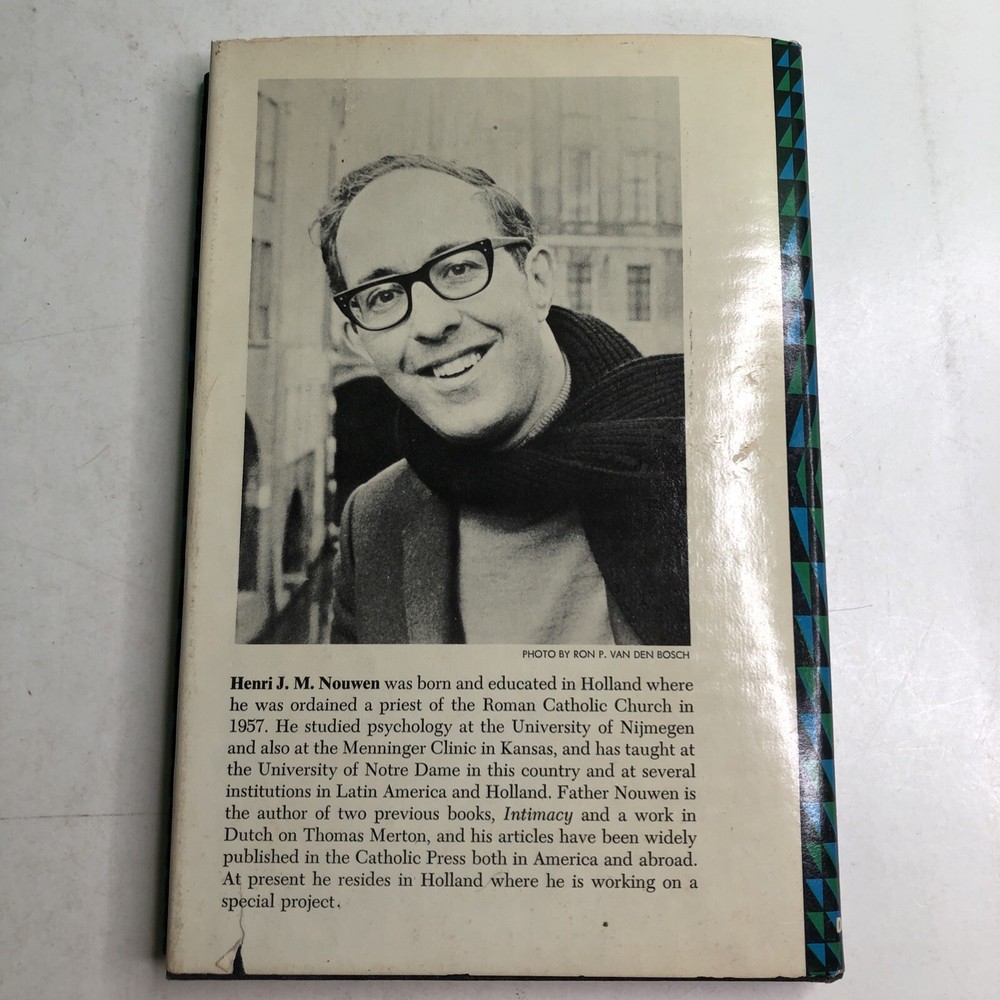 PHOTO BY RON P. VAN DEN BOSCH
Henri J. M. Nouwen was born and educated in Holland where
he was ordained a priest of the Roman Catholic Church in
1957. He studied psychology at the University of Nijmegen
and also at the Menninger Clinic in Kansas, and has taught at
the University of Notre Dame in this country and at several
institutions in Latin America and Holland. Father Nouwen is
the author of two previous books, Intimacy and a work in
Dutch on Thomas Merton, and his articles have been widely
published in the Catholic Press both in America and abroad.
At present he resides in Holland where he is working on a
special project.